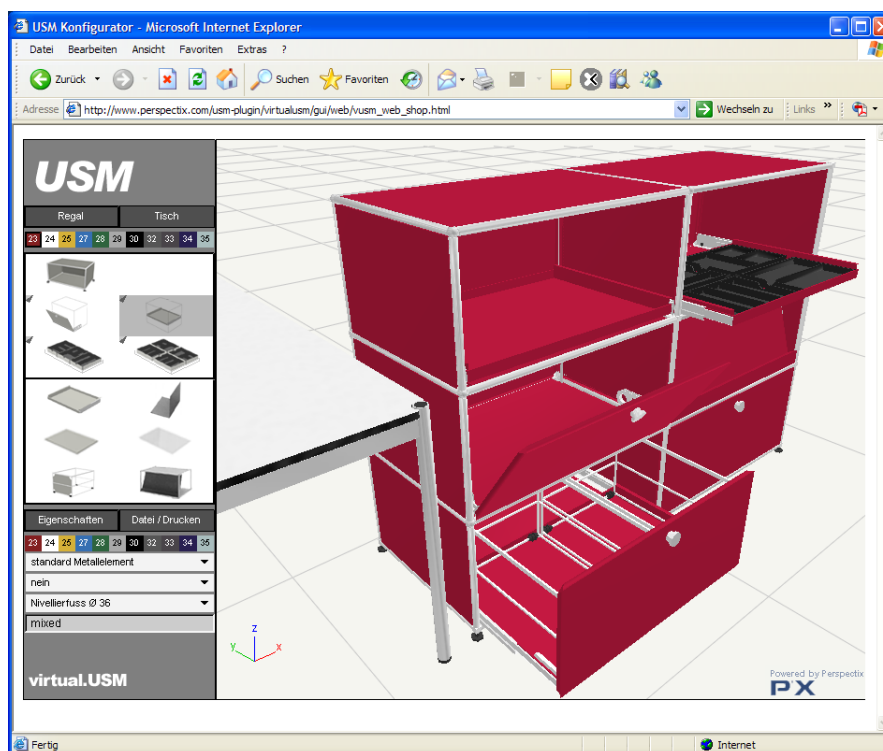 USM Konfigurator - Microsoft Internet Explorer
Datei Bearbeiten Ansicht Favoriten Extras ?
Zurück Suchen Favoriten
Adresse http://www.perspectix.com/usm-plugin/virtualusm/gui/web/vusm_web_shop.html Wechseln zu Links »
USM
Regal Tisch
23 24 25 27 28 29 30 32 33 34 35
Eigenschaften Datei / Drucken
23 24 25 27 28 29 30 32 33 34 35
standard Metallelement
nein
Nivellierfuss Ø 36
mixed
z
y x
virtual.USM
Powered by Perspectix
P'X
Fertig Internet